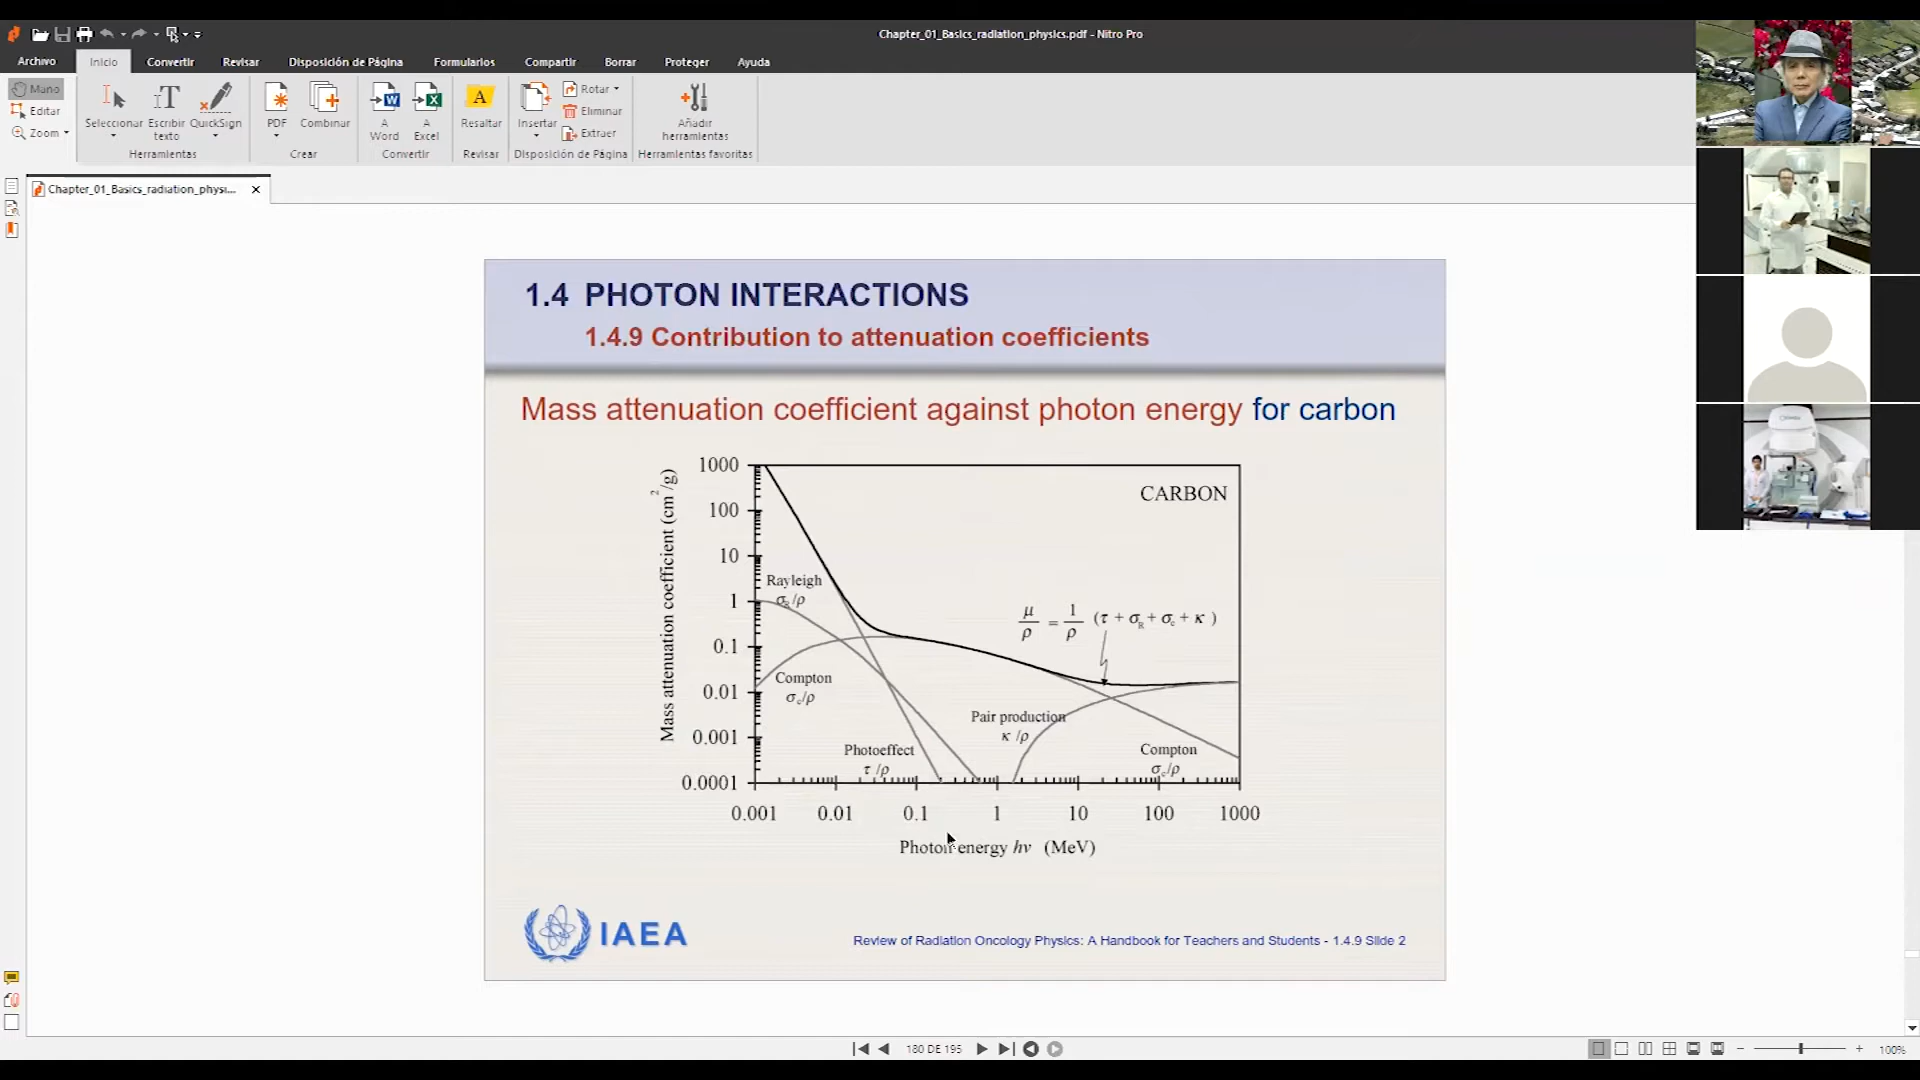 Chapter_01_Basics_radiation_physics.pdf - Nitro Pro
Archivo Inicio Convertir Revisar Disposición de Página Formularios Compartir Borrar Proteger Ayuda
Mano
Editar
Zoom
Seleccionar
Escribir texto
QuickSign
Herramientas
PDF
Combinar
Crear
A Word
A Excel
Convertir
A
Resaltar
Revisar
Insertar
Rotar
Eliminar
Extraer
Disposición de Página
Añadir herramientas
Herramientas favoritas
Chapter_01_Basics_radiation_physi...
1.4 PHOTON INTERACTIONS
1.4.9 Contribution to attenuation coefficients
Mass attenuation coefficient against photon energy for carbon
Mass attenuation coefficient (cm²/g)
1000
100
10
1
0.1
0.01
0.001
0.0001
CARBON
Rayleigh
σR/ρ
μ/ρ = 1/ρ (τ + σR + σc + κ)
Compton
σc/ρ
Pair production
κ/ρ
Photoeffect
τ/ρ
Compton
σc/ρ
0.001 0.01 0.1 1 10 100 1000
Photon energy hν (MeV)
IAEA
Review of Radiation Oncology Physics: A Handbook for Teachers and Students - 1.4.9 Slide 2
180 DE 195
100%